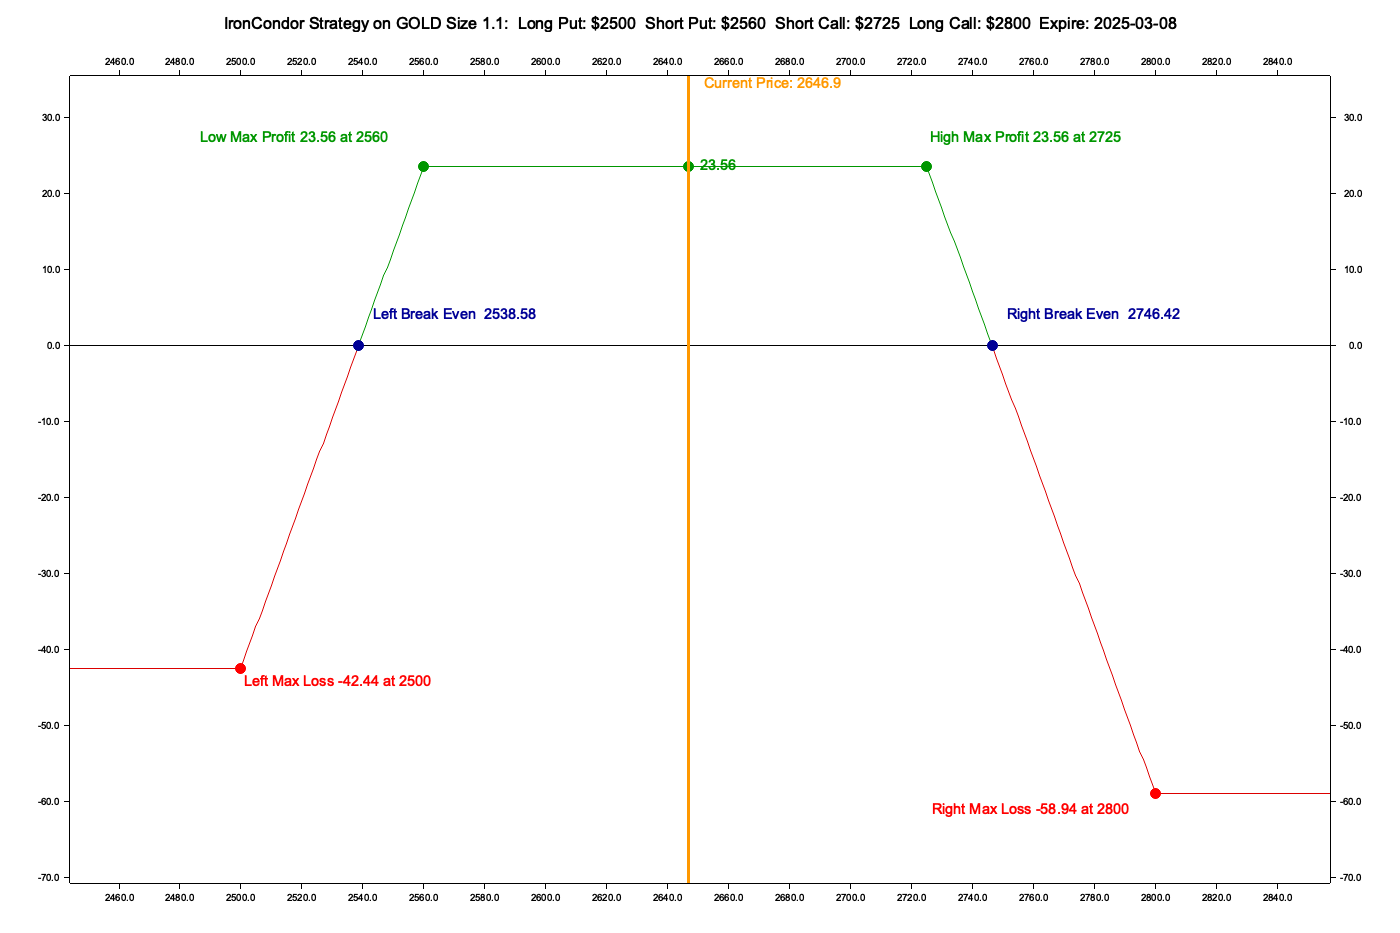 IronCondor Strategy on GOLD Size 1.1:  Long Put: $2500  Short Put: $2560  Short Call: $2725  Long Call: $2800  Expire: 2025-03-08
2460.0 2480.0 2500.0 2520.0 2540.0 2560.0 2580.0 2600.0 2620.0 2640.0 2660.0 2680.0 2700.0 2720.0 2740.0 2760.0 2780.0 2800.0 2820.0 2840.0
Current Price: 2646.9
30.0 30.0
Low Max Profit 23.56 at 2560 High Max Profit 23.56 at 2725
23.56
20.0 20.0
10.0 10.0
Left Break Even  2538.58 Right Break Even  2746.42
0.0 0.0
-10.0 -10.0
-20.0 -20.0
-30.0 -30.0
-40.0 -40.0
Left Max Loss -42.44 at 2500
-50.0 -50.0
-60.0 -60.0
Right Max Loss -58.94 at 2800
-70.0 -70.0
2460.0 2480.0 2500.0 2520.0 2540.0 2560.0 2580.0 2600.0 2620.0 2640.0 2660.0 2680.0 2700.0 2720.0 2740.0 2760.0 2780.0 2800.0 2820.0 2840.0